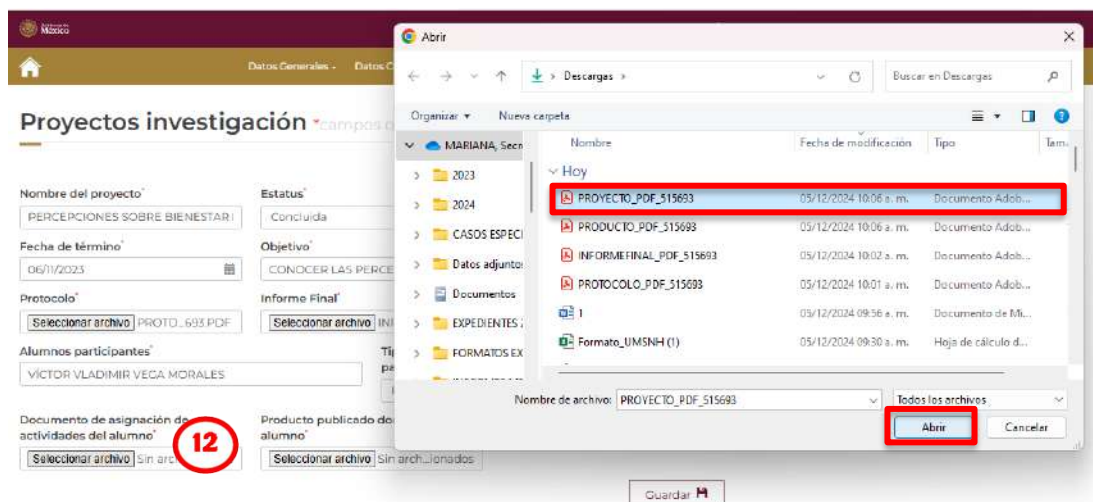 México
Abrir
Datos Generales
Descargas
Buscar en Descargas
Organizar
Nueva carpeta
Proyectos investigación *campos
MARIANA, Secr
Nombre
Fecha de modificación
Tipo
Hoy
2023
PROYECTO_PDF_515693
05/12/2024 10:06 a. m.
Documento Adob...
2024
PRODUCTO_PDF_515693
05/12/2024 10:06 a. m.
Documento Adob...
CASOS ESPECI
INFORMEFINAL_PDF_515693
05/12/2024 10:02 a. m.
Documento Adob...
Datos adjunto
PROTOCOLO_PDF_515693
05/12/2024 10:01 a. m.
Documento Adob...
Documentos
1
05/12/2024 09:56 a. m.
Documento de Mi...
EXPEDIENTES
Formato_UMSNH (1)
05/12/2024 09:30 a. m.
Hoja de cálculo d...
FORMATOS EX
Nombre de archivo: PROYECTO_PDF_515693
Todos los archivos
Abrir
Cancelar
Nombre del proyecto*
Estatus*
PERCEPCIONES SOBRE BIENESTAR
Concluida
Fecha de término*
Objetivo*
06/11/2023
CONOCER LAS PERCE
Protocolo*
Informe Final*
Seleccionar archivo PROTO...693.PDF
Seleccionar archivo
Alumnos participantes*
VÍCTOR VLADIMIR VEGA MORALES
Documento de asignación de
actividades del alumno*
Producto publicado
alumno*
12
Seleccionar archivo Sin
Seleccionar archivo Sin arch...ionados
Guardar